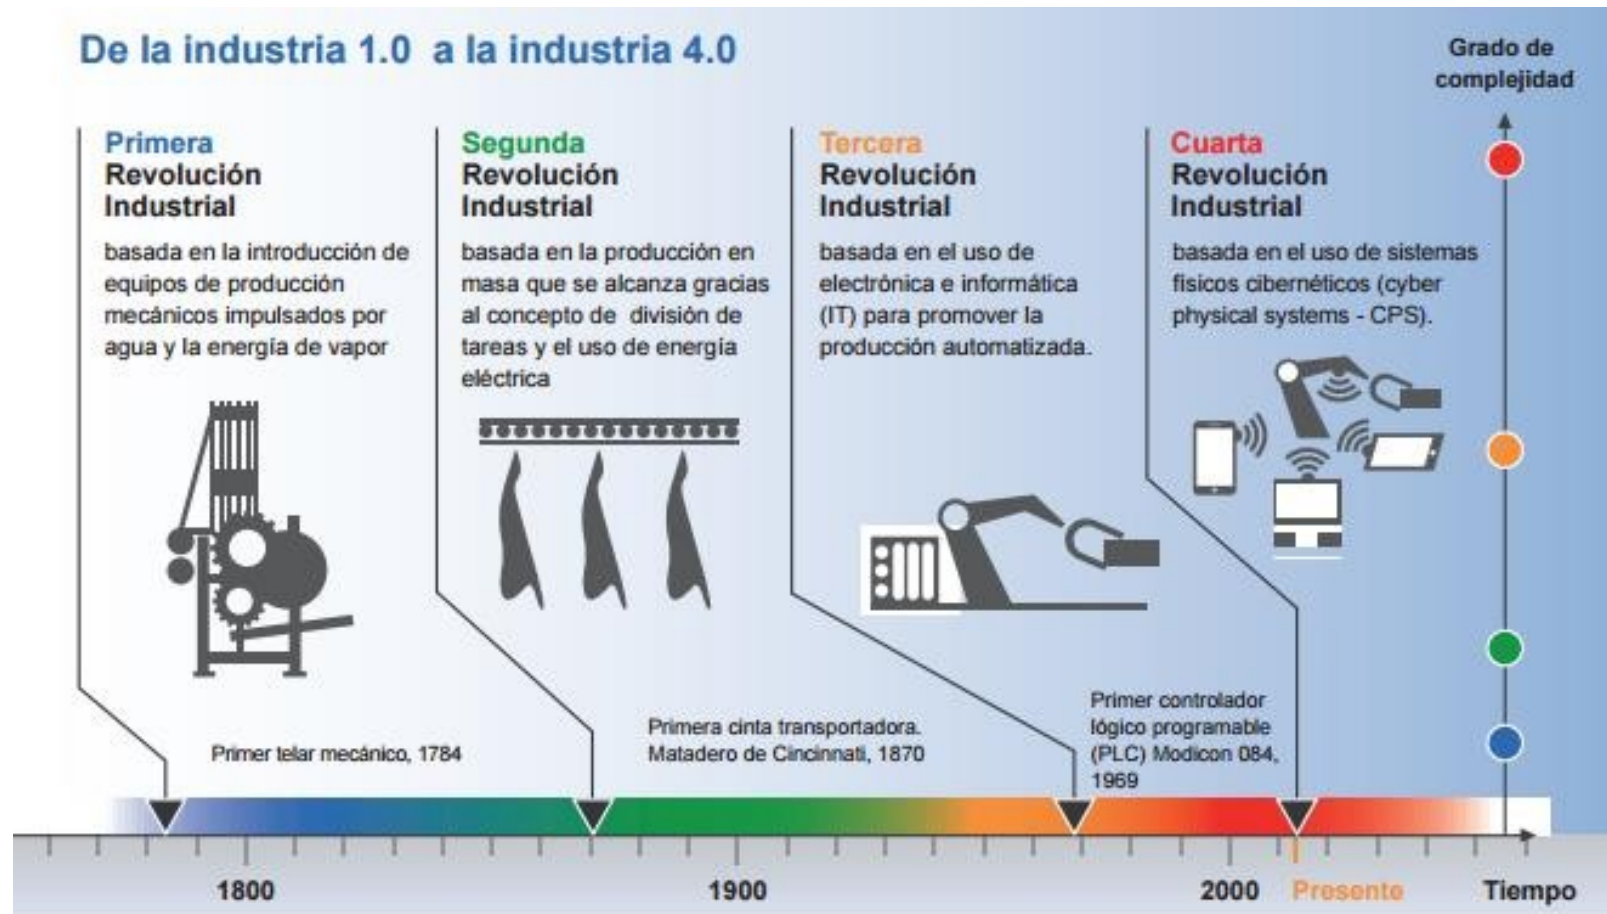 De la industria 1.0 a la industria 4.0
Grado de
complejidad
Primera
Revolución
Industrial
basada en la introducción de
equipos de producción
mecánicos impulsados por
agua y la energía de vapor
Segunda
Revolución
Industrial
basada en la producción en
masa que se alcanza gracias
al concepto de división de
tareas y el uso de energía
eléctrica
Tercera
Revolución
Industrial
basada en el uso de
electrónica e informática
(IT) para promover la
producción automatizada.
Cuarta
Revolución
Industrial
basada en el uso de sistemas
físicos cibernéticos (cyber
physical systems - CPS).
Primer telar mecánico, 1784
Primera cinta transportadora.
Matadero de Cincinnati, 1870
Primer controlador
lógico programable
(PLC) Modicon 084,
1969
1800
1900
2000
Presente
Tiempo